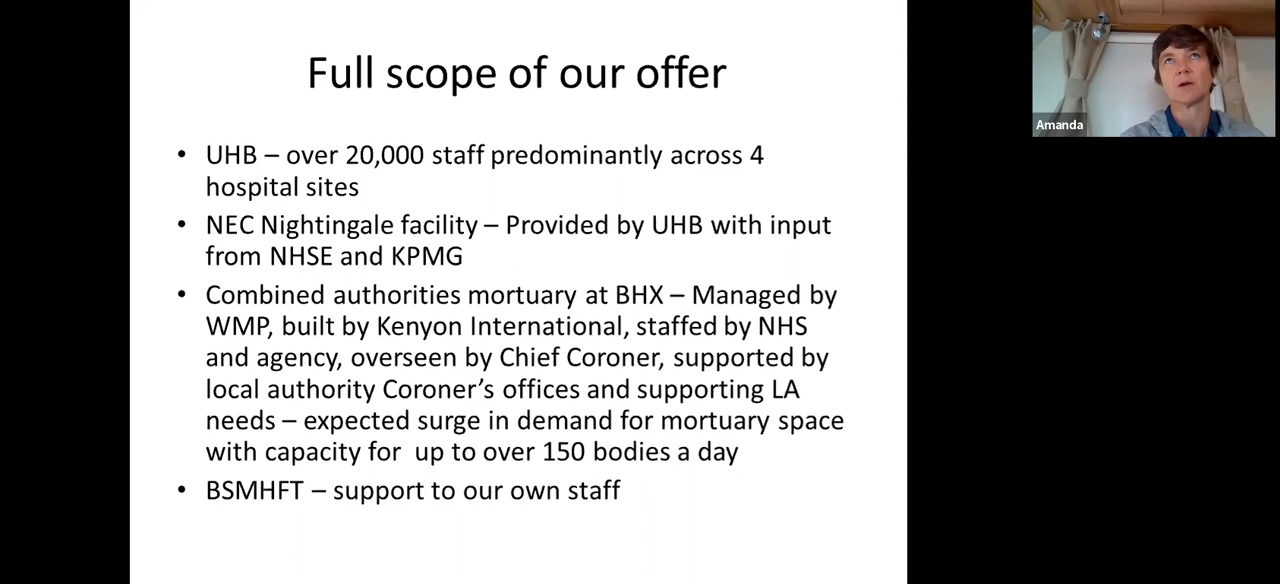 Full scope of our offer
• UHB – over 20,000 staff predominantly across 4
hospital sites
• NEC Nightingale facility – Provided by UHB with input
from NHSE and KPMG
• Combined authorities mortuary at BHX – Managed by
WMP, built by Kenyon International, staffed by NHS
and agency, overseen by Chief Coroner, supported by
local authority Coroner’s offices and supporting LA
needs – expected surge in demand for mortuary space
with capacity for  up to over 150 bodies a day
• BSMHFT – support to our own staff
Amanda